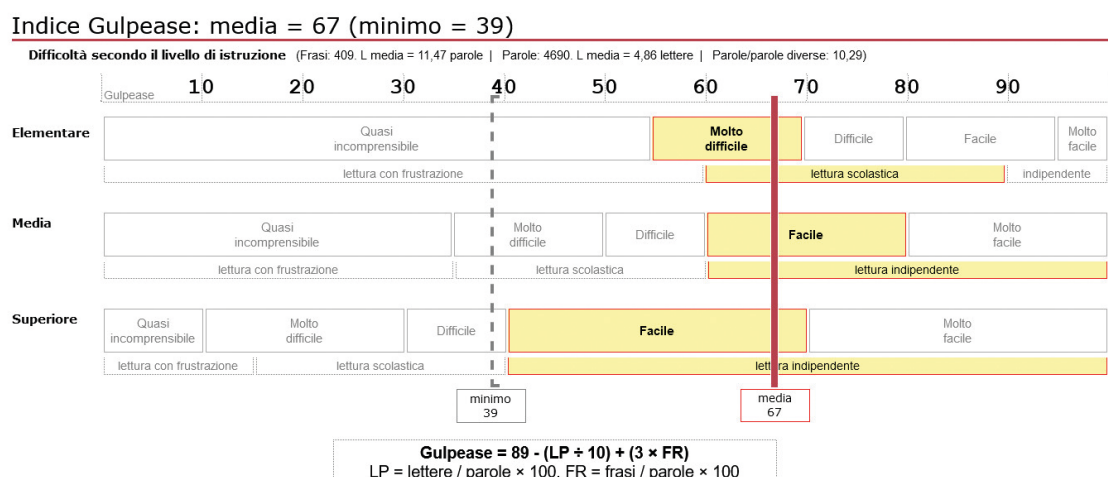 Indice Gulpease: media = 67 (minimo = 39)
Difficoltà secondo il livello di istruzione (Frasi: 409. L media = 11,47 parole | Parole: 4690. L media = 4,86 lettere | Parole/parole diverse: 10,29)
Gulpease 10 20 30 40 50 60 70 80 90
Elementare
Quasi
incomprensibile
Molto
difficile
Difficile
Facile
Molto
facile
lettura con frustrazione
lettura scolastica
indipendente
Media
Quasi
incomprensibile
Molto
difficile
Difficile
Facile
Molto
facile
lettura con frustrazione
lettura scolastica
lettura indipendente
Superiore
Quasi
incomprensibile
Molto
difficile
Difficile
Facile
Molto
facile
lettura con frustrazione
lettura scolastica
lettura indipendente
minimo
39
media
67
Gulpease = 89 - (LP ÷ 10) + (3 × FR)
LP = lettere / parole × 100, FR = frasi / parole × 100